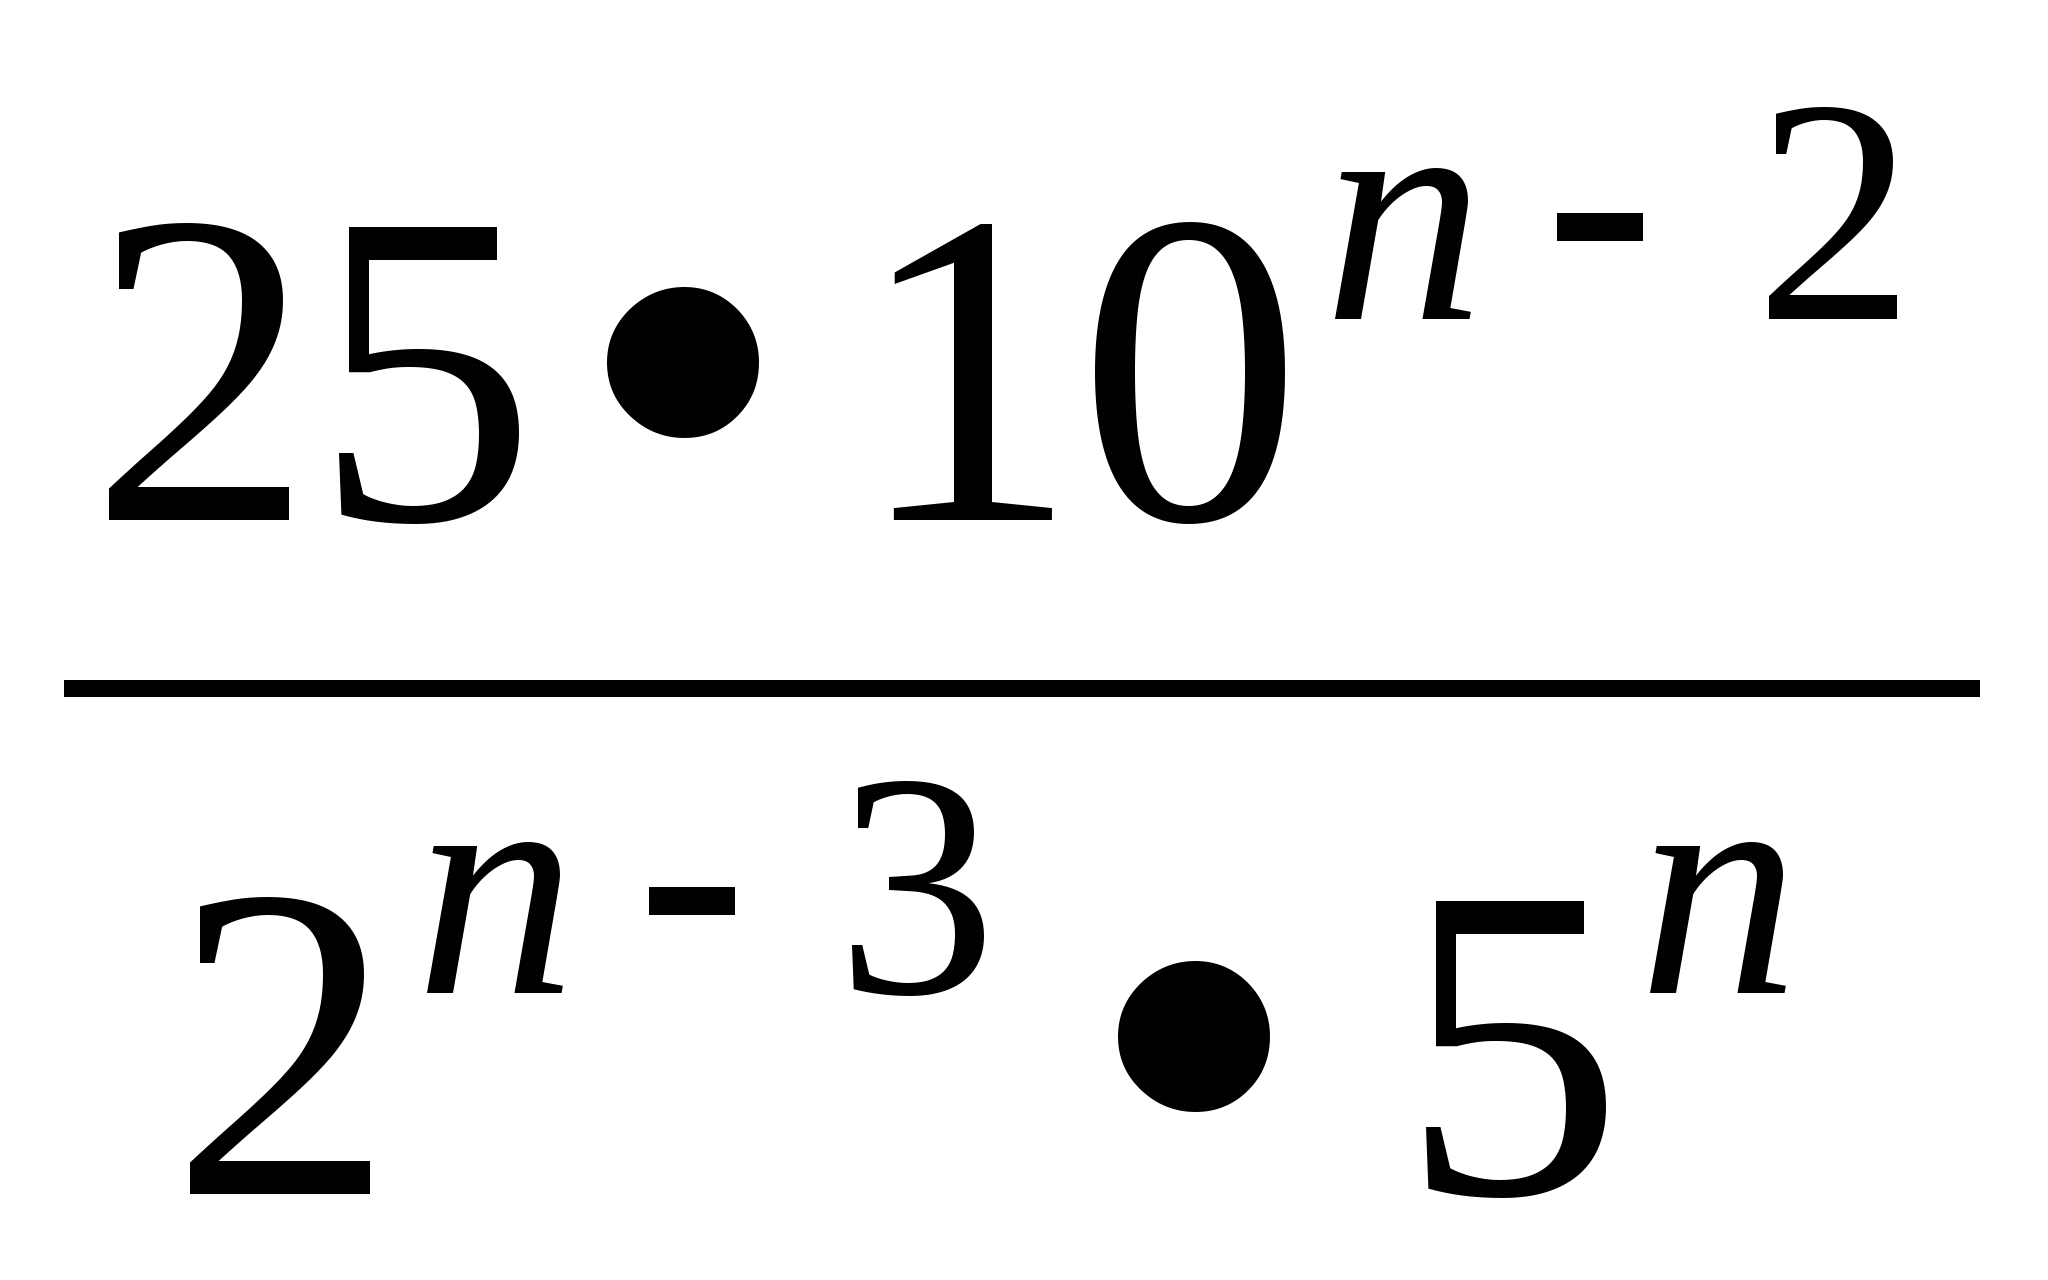 25 • 10^{n - 2}
2^{n - 3} • 5^n